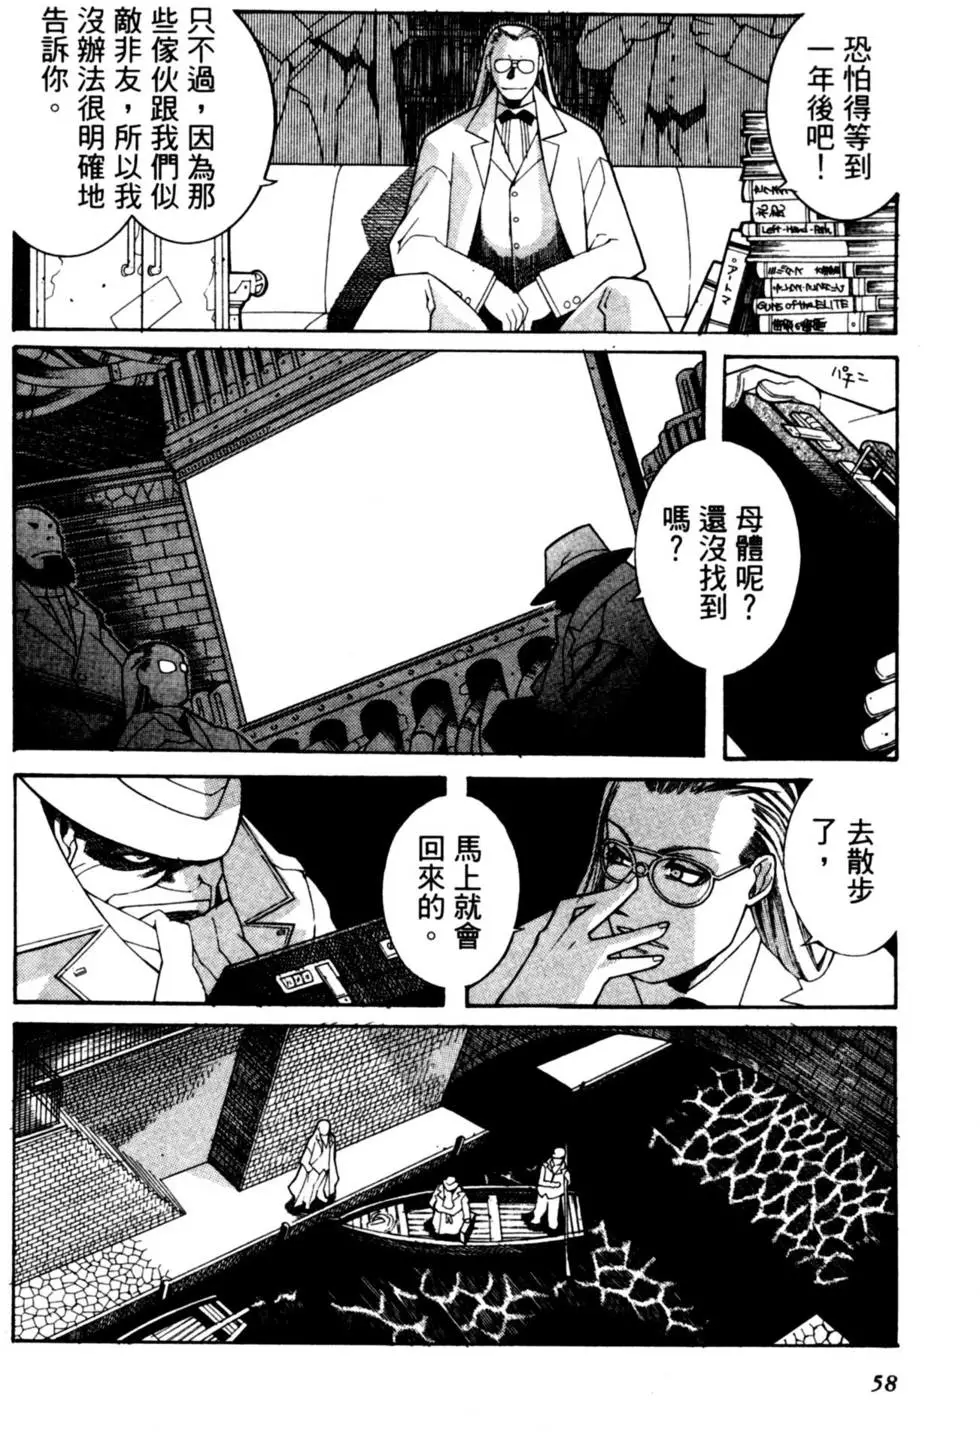 恐怕得等到
一年後吧！
只不過，因為那
些傢伙跟我們似
敵非友，所以我
沒辦法很明確地
告訴你。
Left-Hand-Path
GUNS of the ELITE
パチニ
母體呢？
還沒找到
嗎？
去散步
了，
馬上就會
回來的。
58